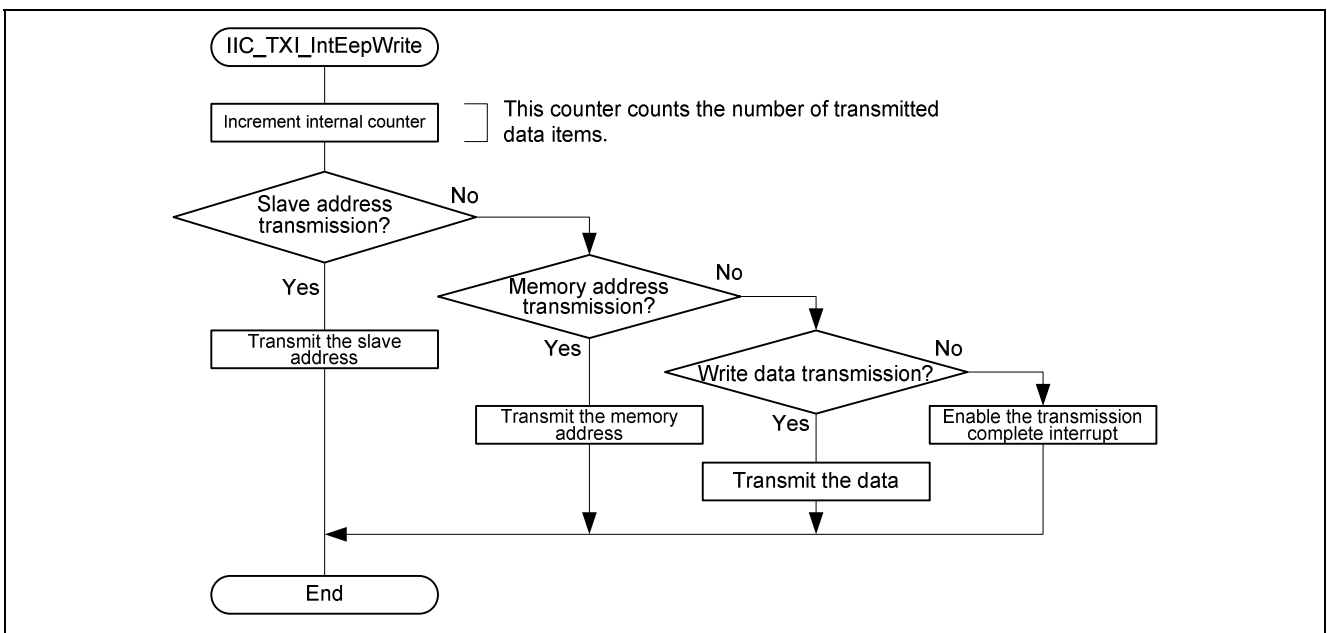 IIC_TXI_IntEepWrite
Increment internal counter
This counter counts the number of transmitted
data items.
Slave address
transmission?
No
Yes
Memory address
transmission?
No
Yes
Transmit the slave
address
Write data transmission?
No
Yes
Transmit the memory
address
Enable the transmission
complete interrupt
Transmit the data
End